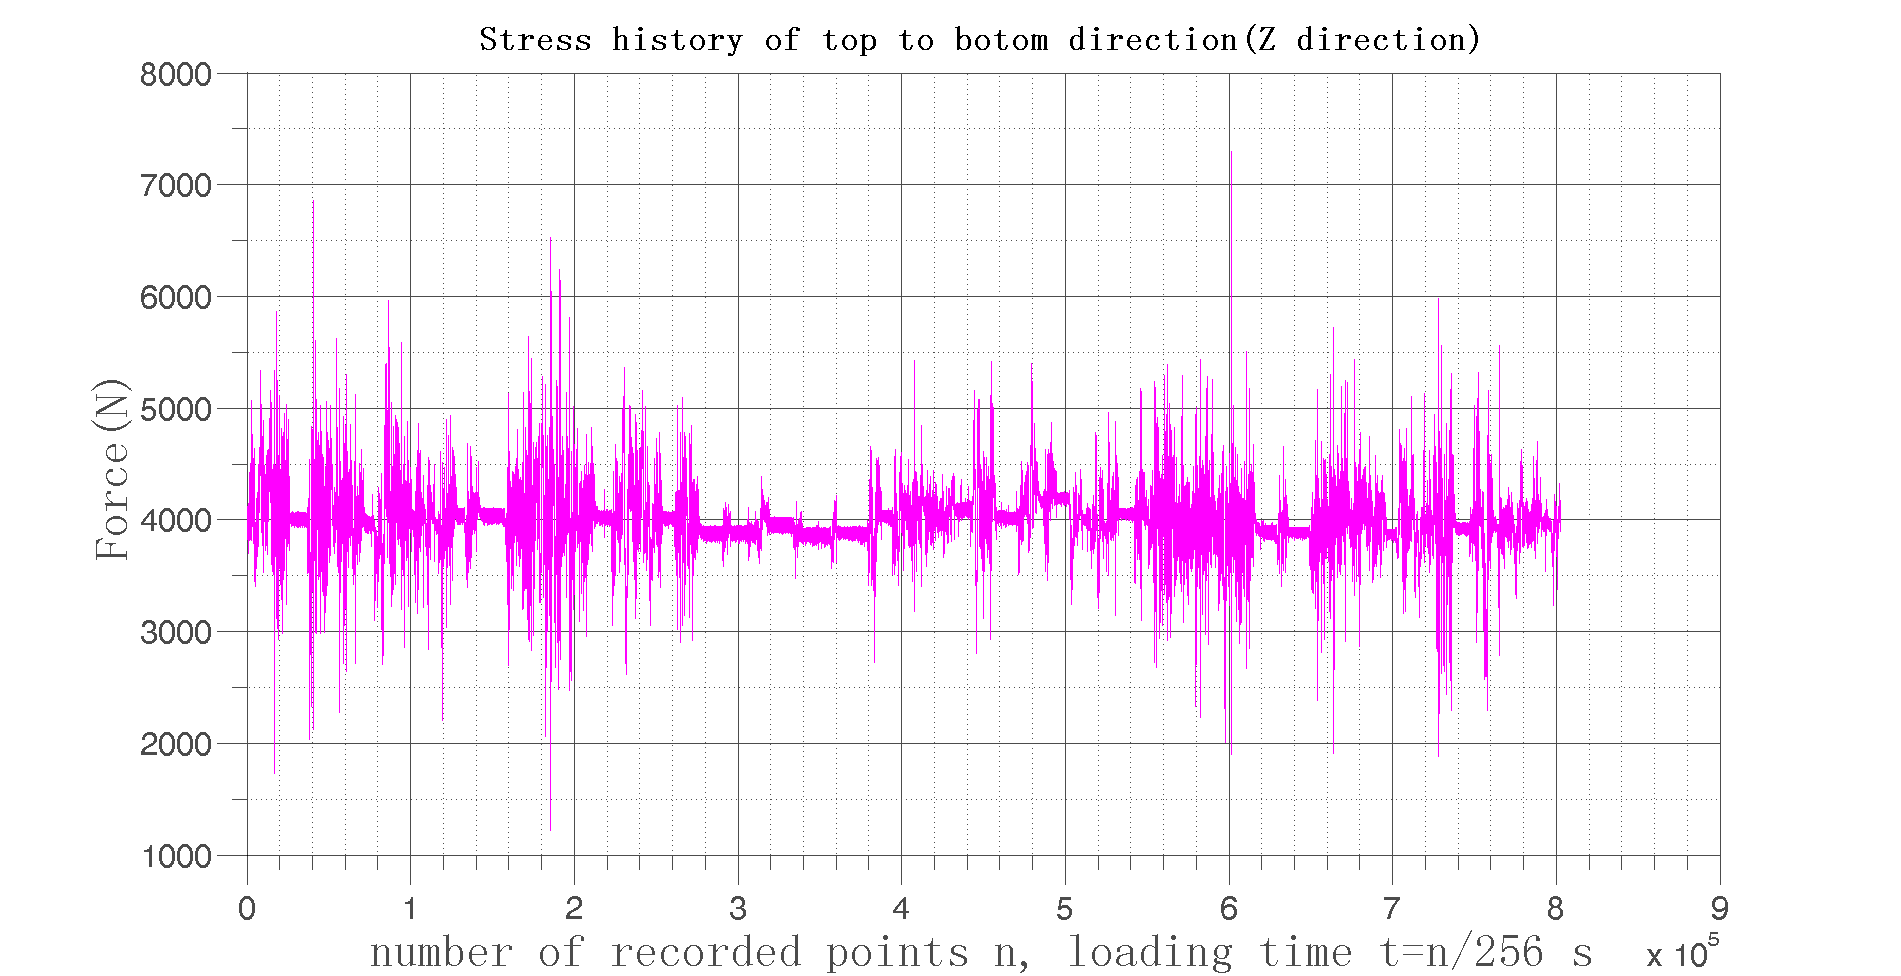 Stress history of top to botom direction(Z direction)
8000
7000
6000
5000
4000
3000
2000
1000
Force(N)
0 1 2 3 4 5 6 7 8 9
number of recorded points n, loading time t=n/256 s
x 10^5